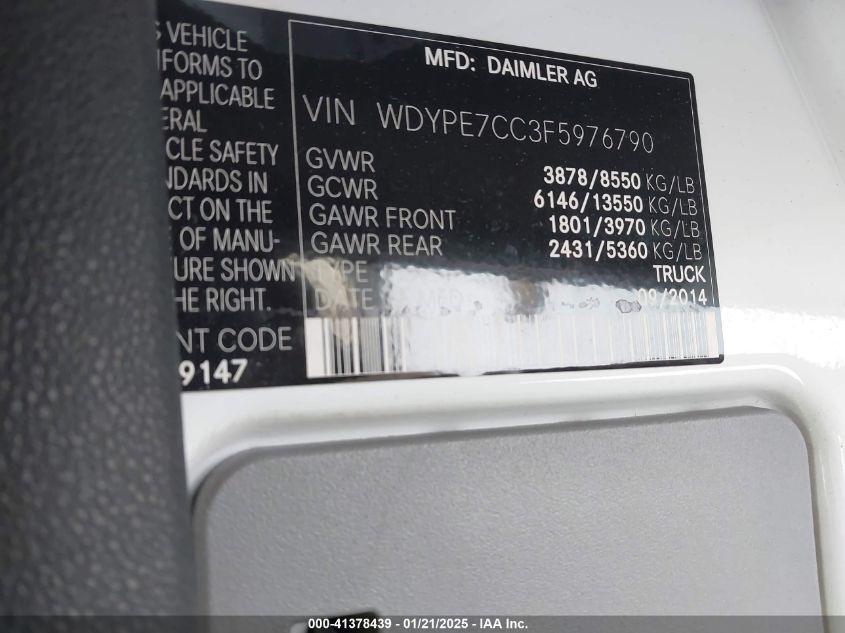 S VEHICLE
IFORMS TO
APPLICABLE
ERAL
CLE SAFETY
NDARDS IN
CT ON THE
OF MANU-
URE SHOWN
HE RIGHT.
NT CODE
9147
MFD: DAIMLER AG
VIN WDYPE7CC3F5976790
GVWR 3878/8550 KG/LB
GCWR 6146/13550 KG/LB
GAWR FRONT 1801/3970 KG/LB
GAWR REAR 2431/5360 KG/LB
TYPE TRUCK
DATE 09/2014
000-41378439 - 01/21/2025 - IAA Inc.